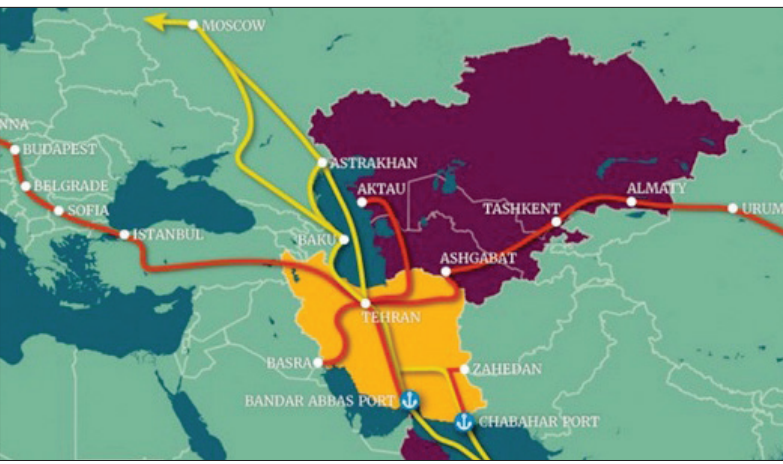 MOSCOW
NNA
BUDAPEST
ASTRAKHAN
BELGRADE
AKTAU
ALMATY
SOFIA
TASHKENT
URUM
ISTANBUL
BAKU
ASHGABAT
TEHRAN
BASRA
ZAHEDAN
BANDAR ABBAS PORT
CHABAHAR PORT